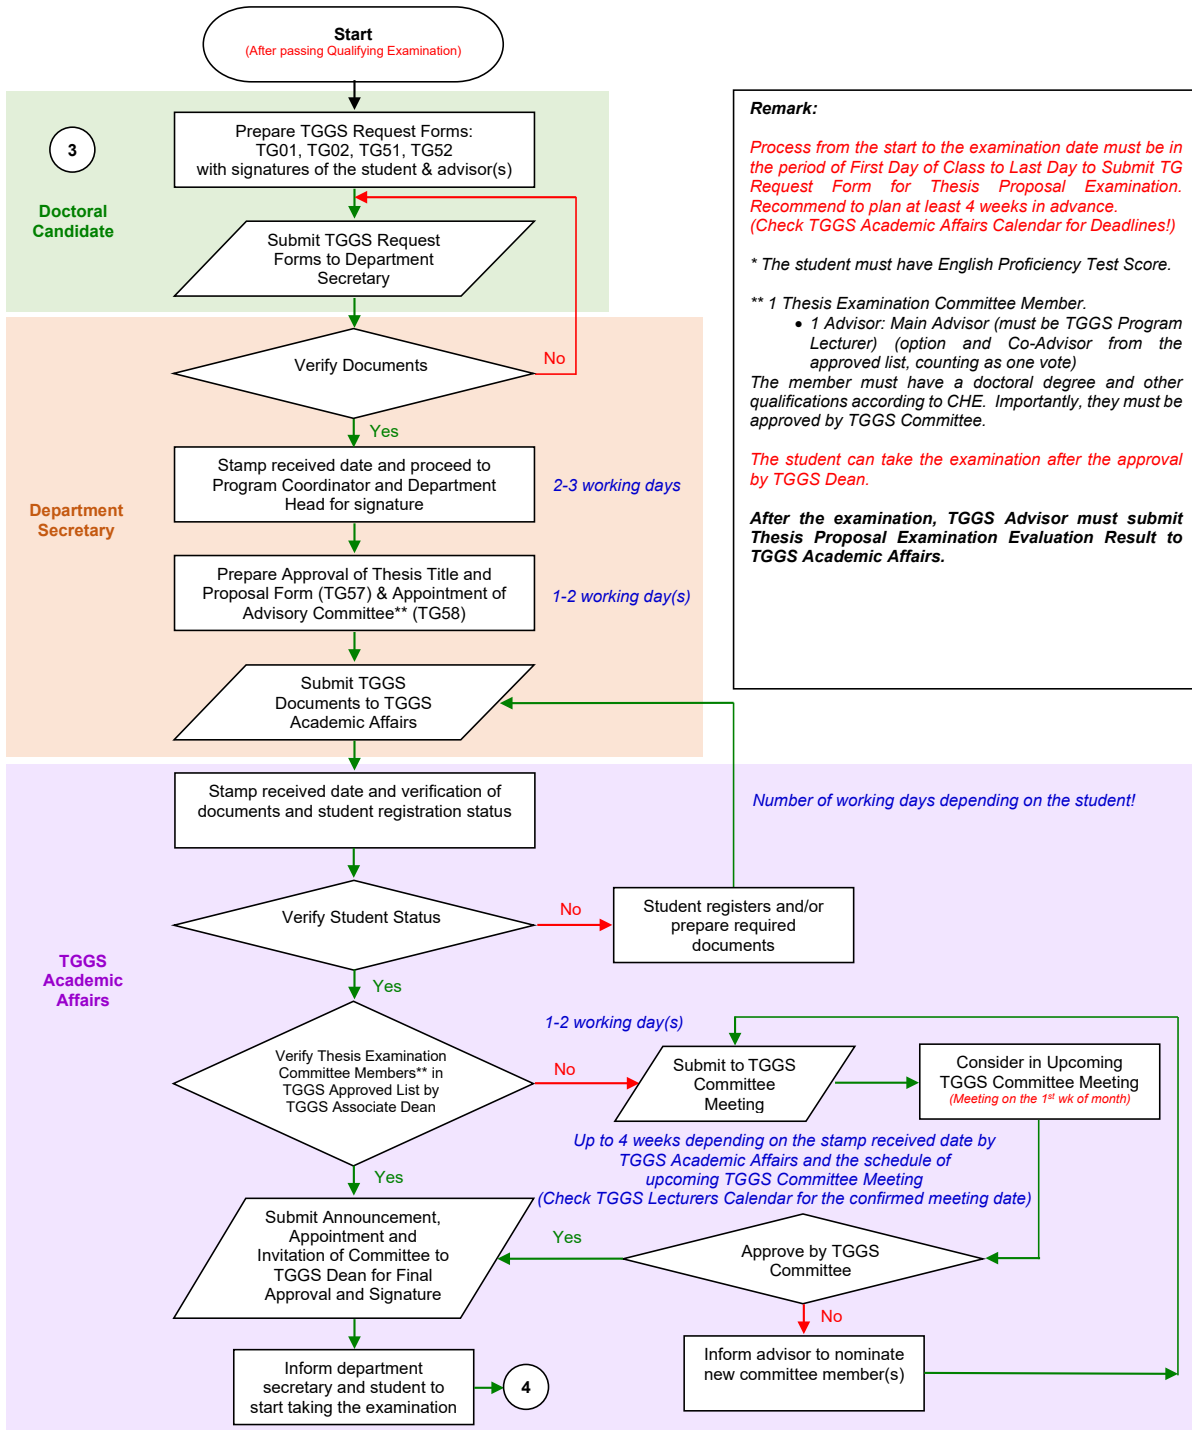 Start
(After passing Qualifying Examination)
3
Doctoral
Candidate
Prepare TGGS Request Forms:
TG01, TG02, TG51, TG52
with signatures of the student & advisor(s)
Submit TGGS Request
Forms to Department
Secretary
Verify Documents
No
Yes
Department
Secretary
Stamp received date and proceed to
Program Coordinator and Department
Head for signature
2-3 working days
Prepare Approval of Thesis Title and
Proposal Form (TG57) & Appointment of
Advisory Committee** (TG58)
1-2 working day(s)
Submit TGGS
Documents to TGGS
Academic Affairs
Remark:
Process from the start to the examination date must be in
the period of First Day of Class to Last Day to Submit TG
Request Form for Thesis Proposal Examination.
Recommend to plan at least 4 weeks in advance.
(Check TGGS Academic Affairs Calendar for Deadlines!)
* The student must have English Proficiency Test Score.
** 1 Thesis Examination Committee Member.
• 1 Advisor: Main Advisor (must be TGGS Program
Lecturer) (option and Co-Advisor from the
approved list, counting as one vote)
The member must have a doctoral degree and other
qualifications according to CHE. Importantly, they must be
approved by TGGS Committee.
The student can take the examination after the approval
by TGGS Dean.
After the examination, TGGS Advisor must submit
Thesis Proposal Examination Evaluation Result to
TGGS Academic Affairs.
TGGS
Academic
Affairs
Stamp received date and verification of
documents and student registration status
Number of working days depending on the student!
Verify Student Status
No
Student registers and/or
prepare required
documents
Yes
Verify Thesis Examination
Committee Members** in
TGGS Approved List by
TGGS Associate Dean
1-2 working day(s)
No
Submit to TGGS
Committee
Meeting
Consider in Upcoming
TGGS Committee Meeting
(Meeting on the 1st wk of month)
Up to 4 weeks depending on the stamp received date by
TGGS Academic Affairs and the schedule of
upcoming TGGS Committee Meeting
(Check TGGS Lecturers Calendar for the confirmed meeting date)
Yes
Submit Announcement,
Appointment and
Invitation of Committee to
TGGS Dean for Final
Approval and Signature
Yes
Approve by TGGS
Committee
No
Inform advisor to nominate
new committee member(s)
Inform department
secretary and student to
start taking the examination
4